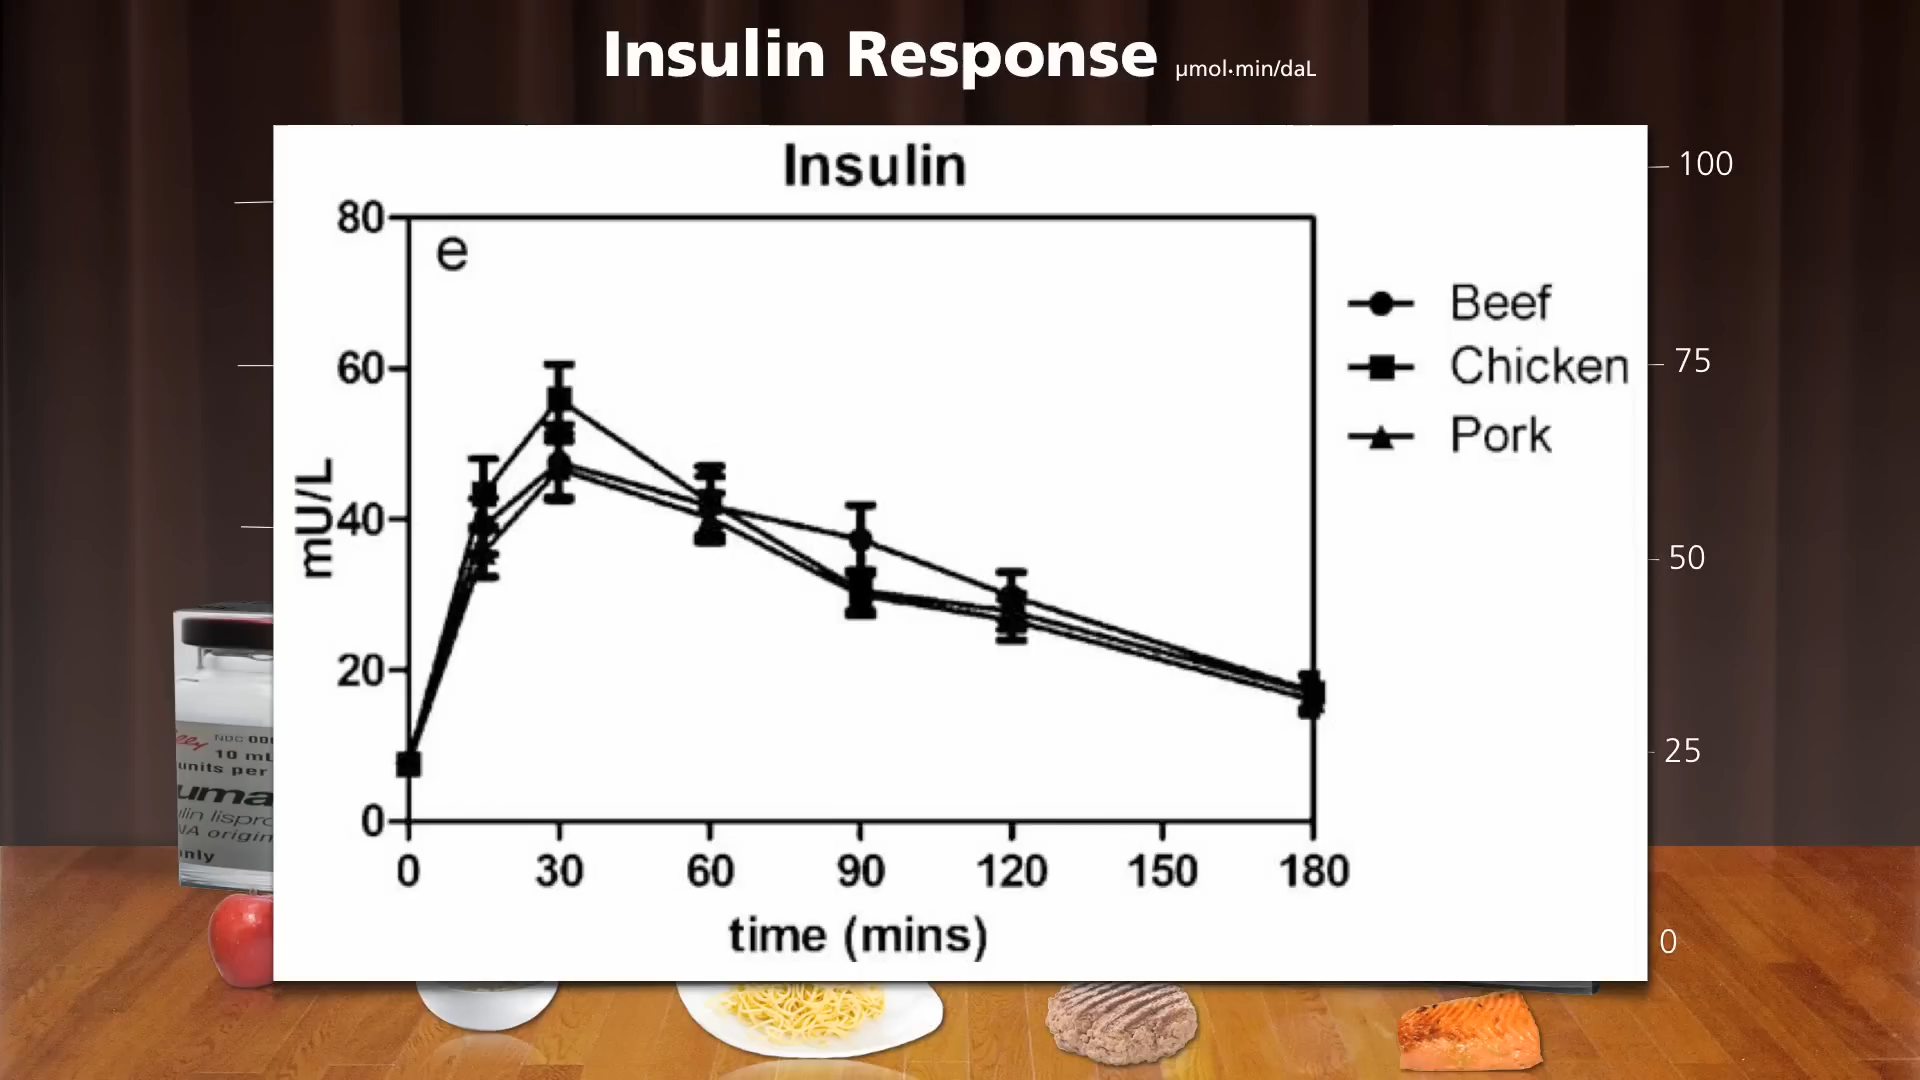 Insulin Response µmol·min/daL
Insulin
100
75
50
25
0
80
60
40
20
0
e
mU/L
Beef
Chicken
Pork
0 30 60 90 120 150 180
time (mins)
10 mL
units per